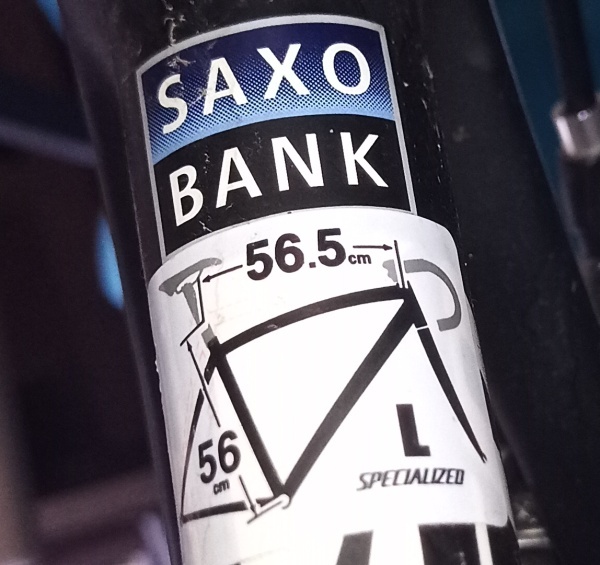 SAXO
BANK
56.5cm
56
cm
L
SPECIALIZED